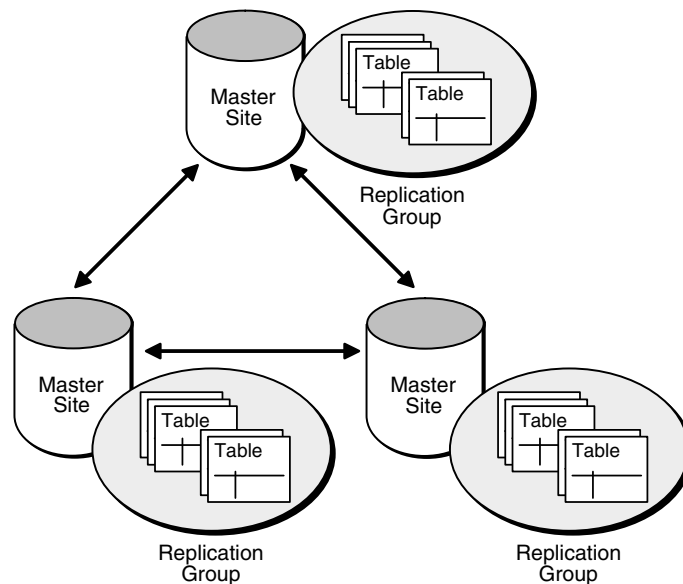 Master
Site
Table
Table
Replication
Group
Master
Site
Table
Table
Replication
Group
Master
Site
Table
Table
Replication
Group